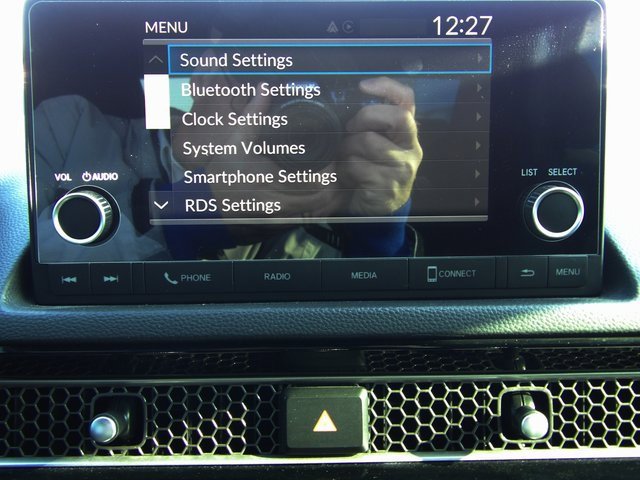 MENU 12:27
Sound Settings
Bluetooth Settings
Clock Settings
System Volumes
Smartphone Settings
RDS Settings
VOL AUDIO
LIST SELECT
PHONE RADIO MEDIA CONNECT MENU